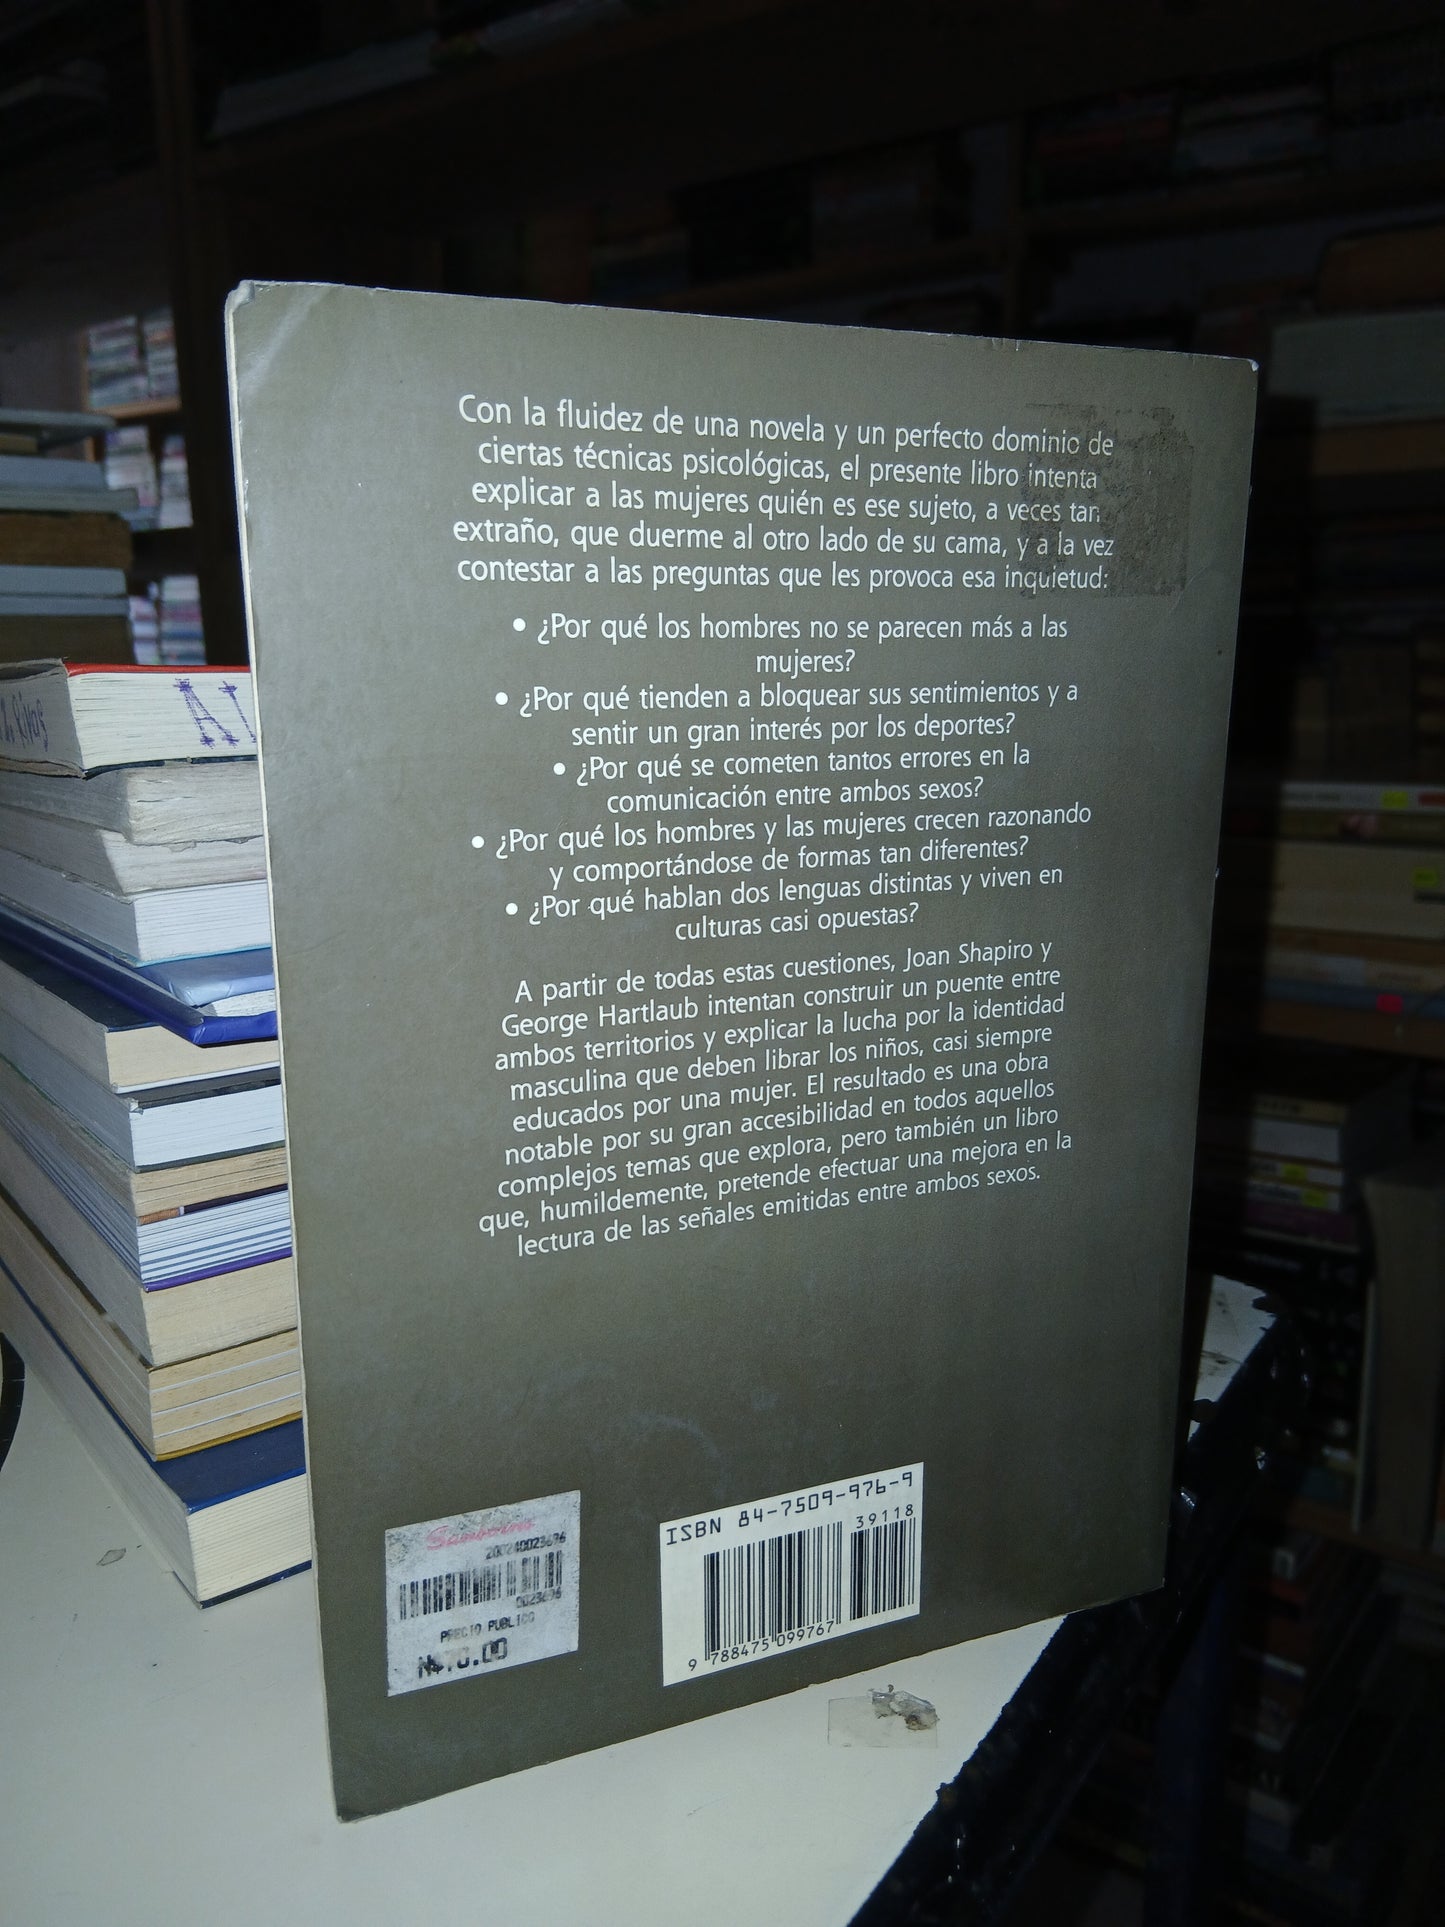 Con la fluidez de una novela y un perfecto dominio de
ciertas técnicas psicológicas, el presente libro intenta
explicar a las mujeres quién es ese sujeto, a veces tan
extraño, que duerme al otro lado de su cama, y a la vez
contestar a las preguntas que les provoca esa inquietud:
• ¿Por qué los hombres no se parecen más a las
mujeres?
• ¿Por qué tienden a bloquear sus sentimientos y a
sentir un gran interés por los deportes?
• ¿Por qué se cometen tantos errores en la
comunicación entre ambos sexos?
• ¿Por qué los hombres y las mujeres crecen razonando
y comportándose de formas tan diferentes?
• ¿Por qué hablan dos lenguas distintas y viven en
culturas casi opuestas?
A partir de todas estas cuestiones, Joan Shapiro y
George Hartlaub intentan construir un puente entre
ambos territorios y explicar la lucha por la identidad
masculina que deben librar los niños, casi siempre
educados por una mujer. El resultado es una obra
notable por su gran accesibilidad en todos aquellos
complejos temas que explora, pero también un libro
que, humildemente, pretende efectuar una mejora en la
lectura de las señales emitidas entre ambos sexos.
ISBN 84-7509-976-9
39118
9 788475 099767
200240023696
0023696
PRECIO PUBLICO